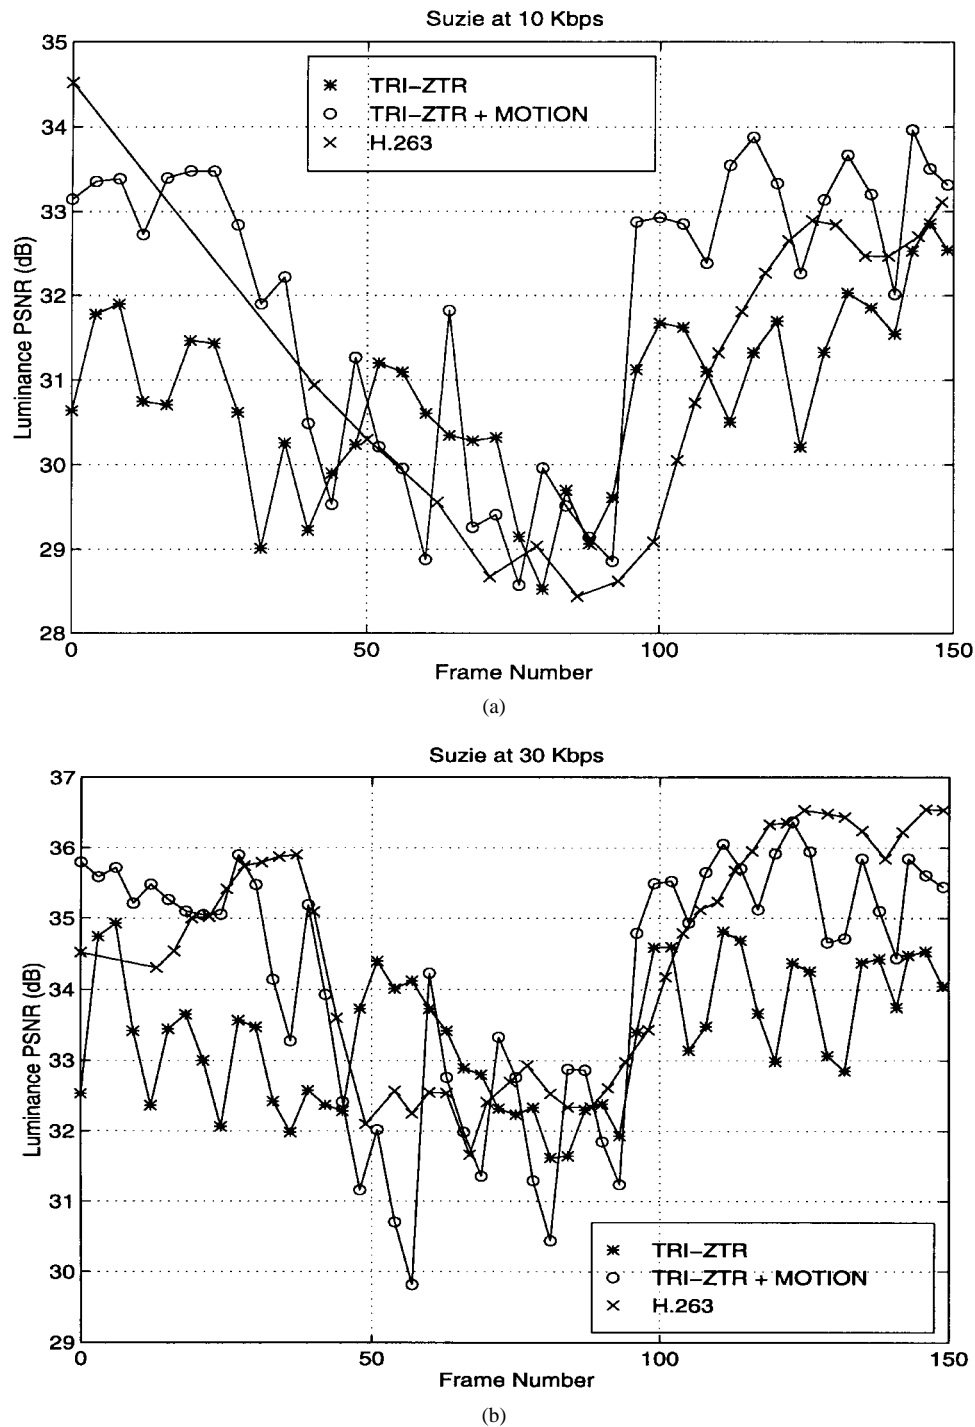 Suzie at 10 Kbps
35
34
33
32
31
30
29
28
Luminance PSNR (dB)
TRI-ZTR
TRI-ZTR + MOTION
H.263
0
50
100
150
Frame Number
(a)
Suzie at 30 Kbps
37
36
35
34
33
32
31
30
29
Luminance PSNR (dB)
TRI-ZTR
TRI-ZTR + MOTION
H.263
0
50
100
150
Frame Number
(b)